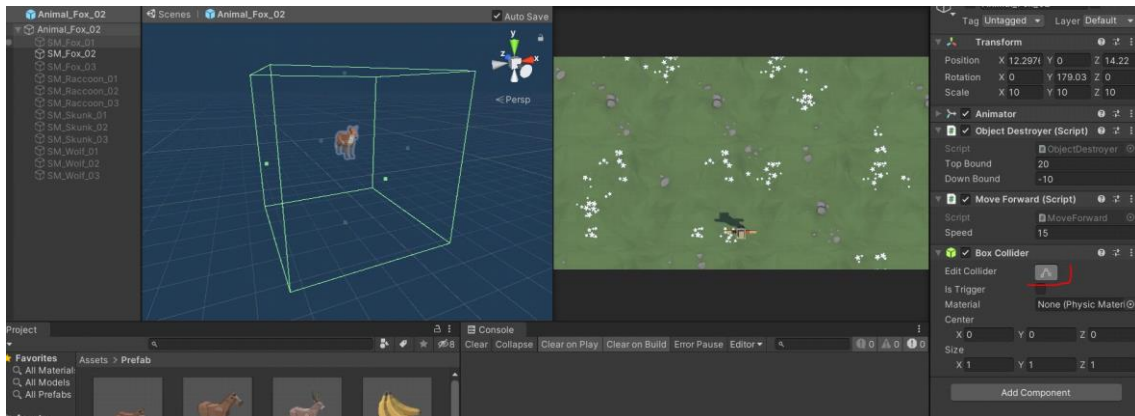 Animal_Fox_02
Scenes Animal_Fox_02
Auto Save
Animal_Fox_02
SM_Fox_01
SM_Fox_02
SM_Fox_03
SM_Raccoon_01
SM_Raccoon_02
SM_Raccoon_03
SM_Skunk_01
SM_Skunk_02
SM_Skunk_03
SM_Wolf_01
SM_Wolf_02
SM_Wolf_03
y
z
x
Persp
Tag Untagged Layer Default
Transform
Position X 12.297 Y 0 Z 14.22
Rotation X 0 Y 179.03 Z 0
Scale X 10 Y 10 Z 10
Animator
Object Destroyer (Script)
Script ObjectDestroyer
Top Bound 20
Down Bound -10
Move Forward (Script)
Script MoveForward
Speed 15
Box Collider
Edit Collider
Is Trigger
Material None (Physic Materi
Center
X 0 Y 0 Z 0
Size
X 1 Y 1 Z 1
Add Component
Project
8
Favorites
All Material
All Models
All Prefabs
Assets > Prefab
Console
Clear Collapse Clear on Play Clear on Build Error Pause Editor 0 0 0